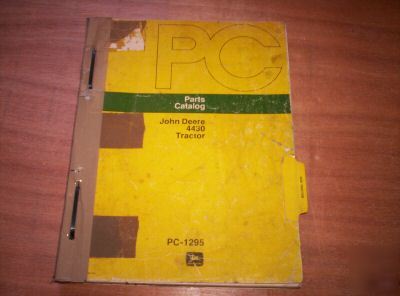 PC
Parts
Catalog
John Deere
4430
Tractor
PC-1295